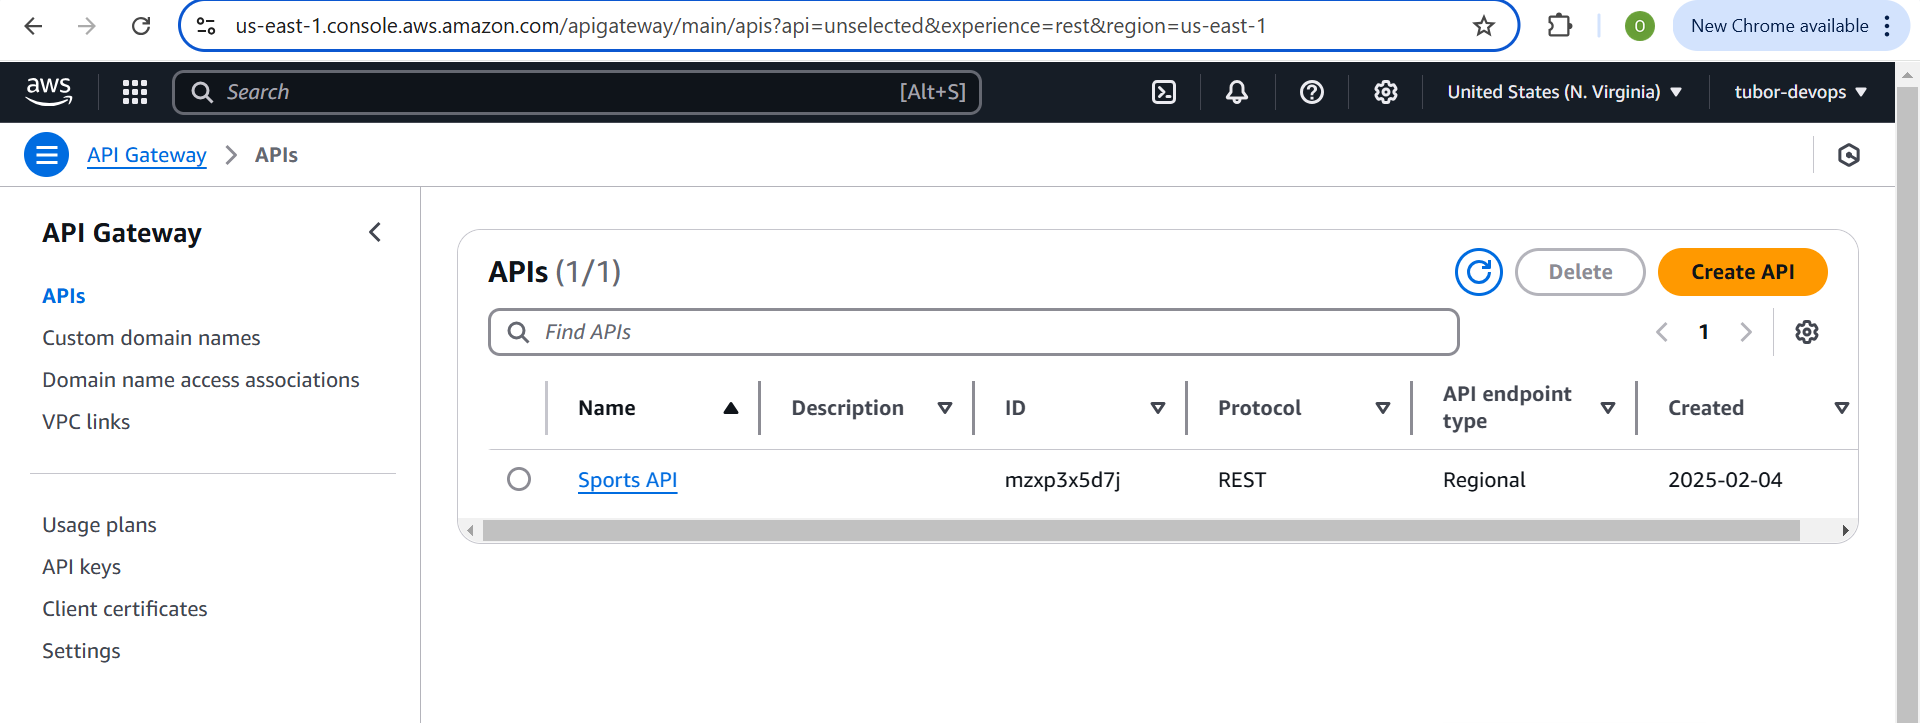 us-east-1.console.aws.amazon.com/apigateway/main/apis?api=unselected&experience=rest&region=us-east-1
O
New Chrome available
aws
Search
[Alt+S]
United States (N. Virginia)
tubor-devops
API Gateway
APIs
API Gateway
APIs
Custom domain names
Domain name access associations
VPC links
Usage plans
API keys
Client certificates
Settings
APIs (1/1)
Delete
Create API
Find APIs
1
Name
Description
ID
Protocol
API endpoint
type
Created
Sports API
mzxp3x5d7j
REST
Regional
2025-02-04